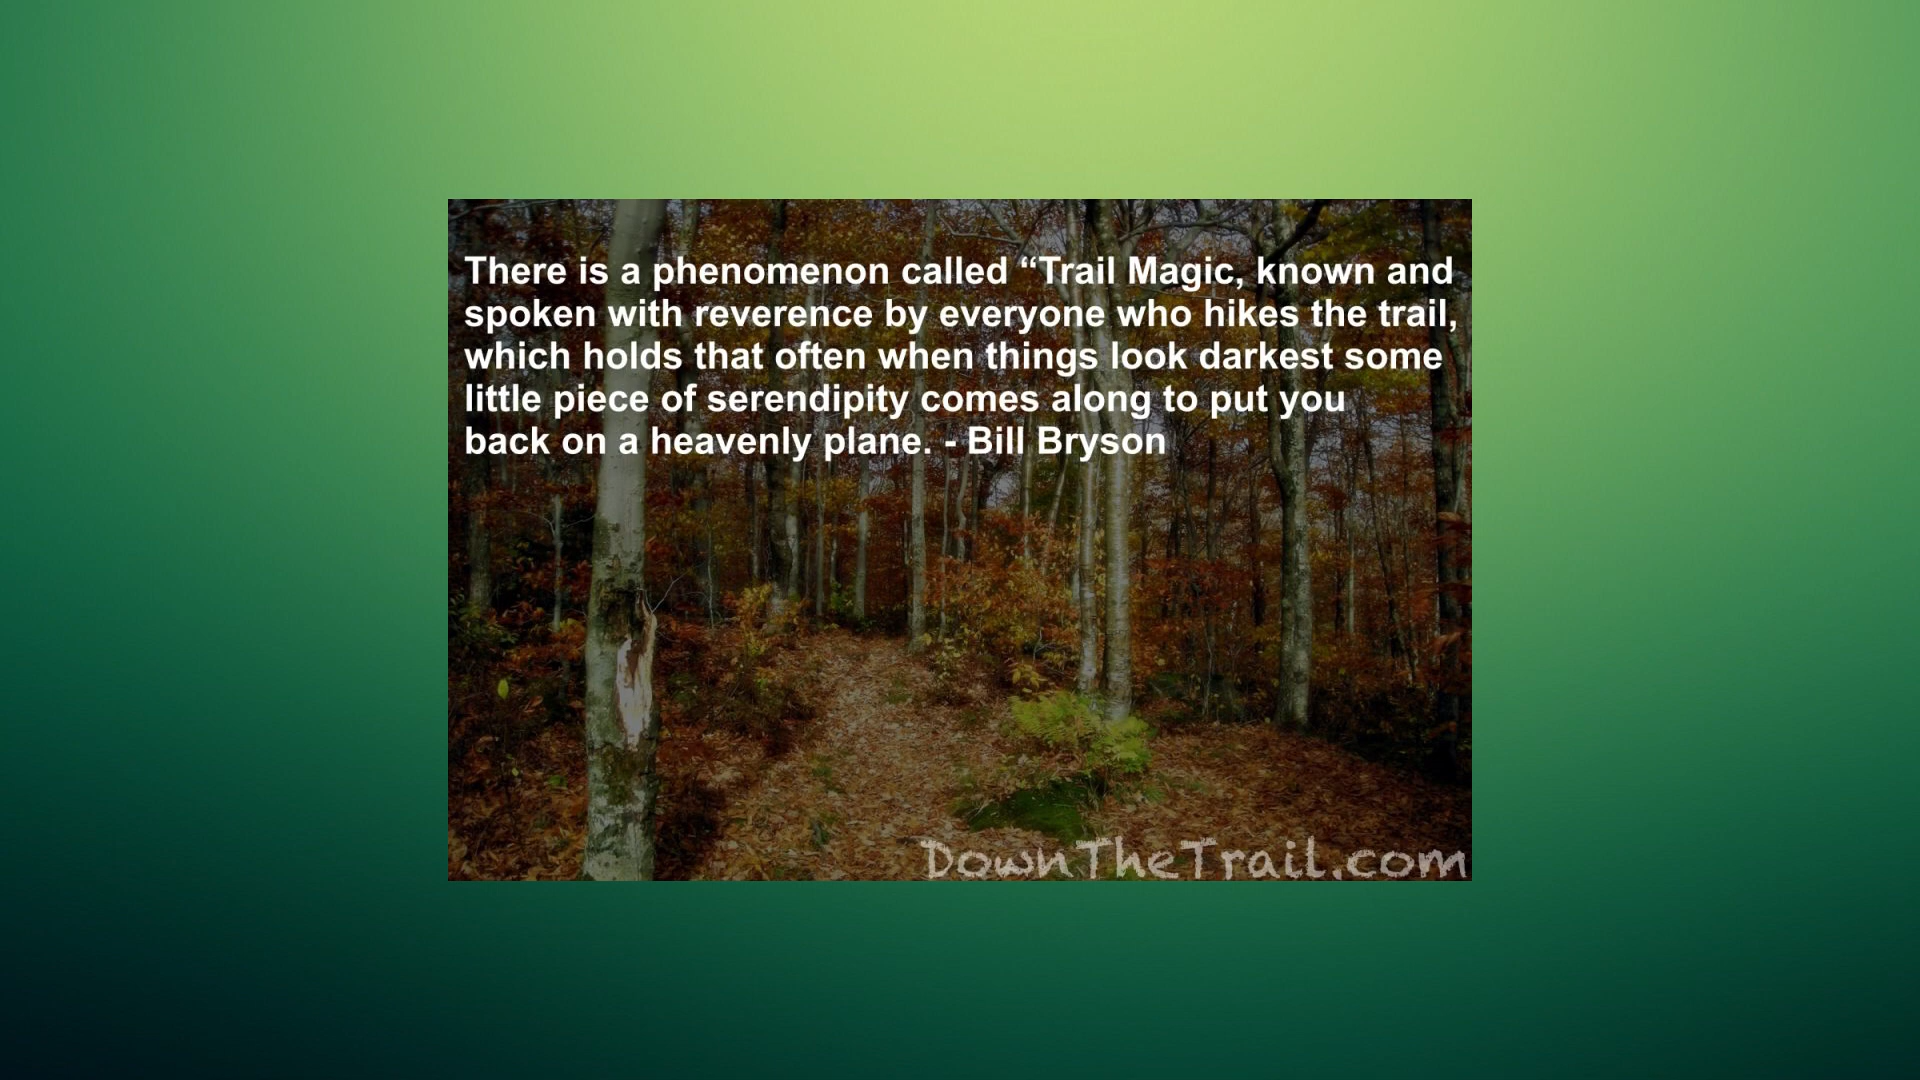 There is a phenomenon called “Trail Magic, known and
spoken with reverence by everyone who hikes the trail,
which holds that often when things look darkest some
little piece of serendipity comes along to put you
back on a heavenly plane. - Bill Bryson
DownTheTrail.com